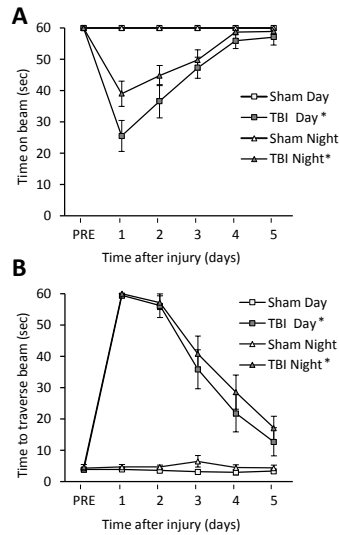 A
60
50
40
30
20
10
0
Time on beam (sec)
Sham Day
TBI Day*
Sham Night
TBI Night*
PRE 1 2 3 4 5
Time after injury (days)
B
60
50
40
30
20
10
0
Time to traverse beam (sec)
Sham Day
TBI Day*
Sham Night
TBI Night*
PRE 1 2 3 4 5
Time after injury (days)